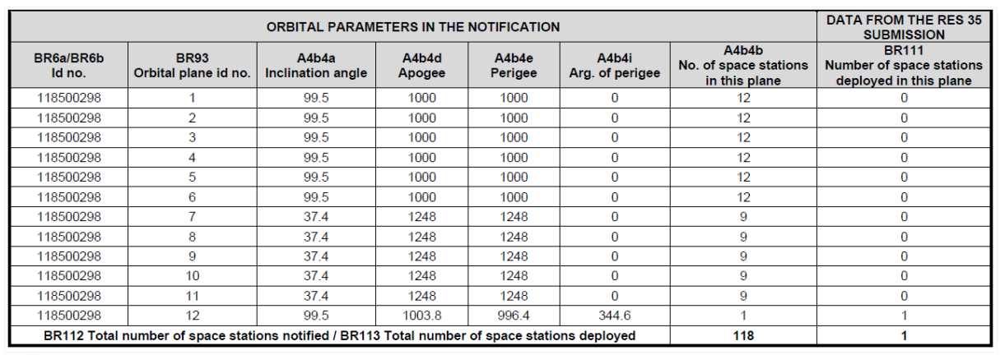 ORBITAL PARAMETERS IN THE NOTIFICATION DATA FROM THE RES 35 SUBMISSION
BR6a/BR6b Id no. BR93 Orbital plane id no. A4b4a Inclination angle A4b4d Apogee A4b4e Perigee A4b4i Arg. of perigee A4b4b No. of space stations in this plane BR111 Number of space stations deployed in this plane
118500298 1 99.5 1000 1000 0 12 0
118500298 2 99.5 1000 1000 0 12 0
118500298 3 99.5 1000 1000 0 12 0
118500298 4 99.5 1000 1000 0 12 0
118500298 5 99.5 1000 1000 0 12 0
118500298 6 99.5 1000 1000 0 12 0
118500298 7 37.4 1248 1248 0 9 0
118500298 8 37.4 1248 1248 0 9 0
118500298 9 37.4 1248 1248 0 9 0
118500298 10 37.4 1248 1248 0 9 0
118500298 11 37.4 1248 1248 0 9 0
118500298 12 99.5 1003.8 996.4 344.6 1 1
BR112 Total number of space stations notified / BR113 Total number of space stations deployed 118 1